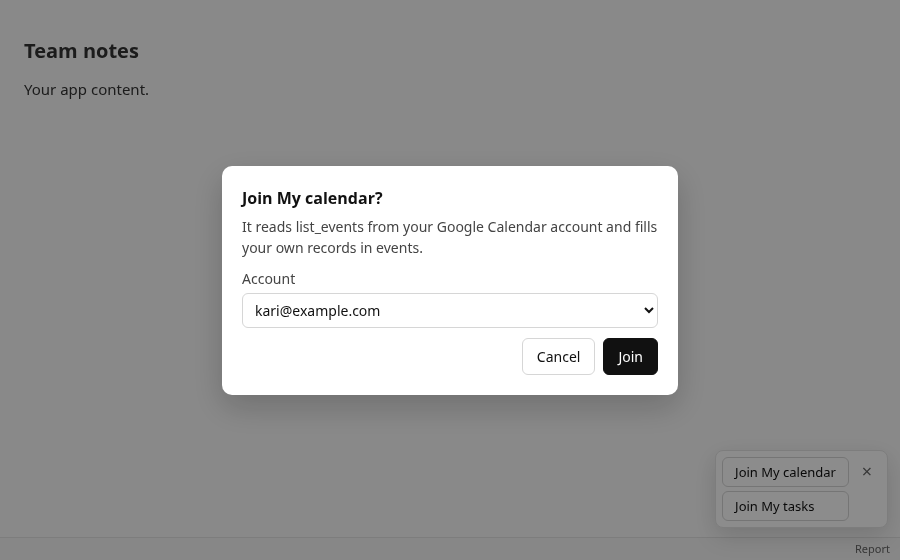 Team notes
Your app content.
Join My calendar?
It reads list_events from your Google Calendar account and fills
your own records in events.
Account
kari@example.com
Cancel
Join
Join My calendar
✕
Join My tasks
Report